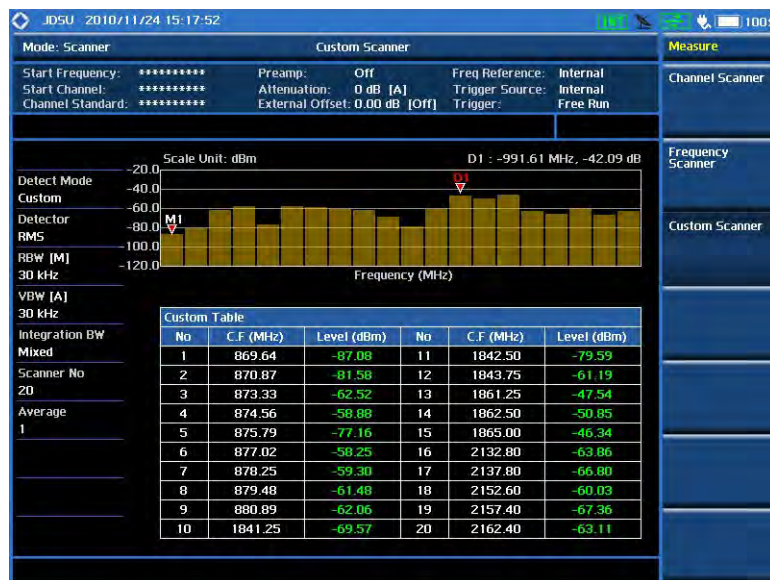 JDSU 2010/11/24 15:17:52
INT
100%
Mode: Scanner
Custom Scanner
Measure
Start Frequency: **********
Preamp: Off
Freq Reference: Internal
Start Channel: **********
Attenuation: 0 dB [A]
Trigger Source: Internal
Channel Standard: **********
External Offset: 0.00 dB [Off]
Trigger: Free Run
Channel Scanner
Frequency Scanner
Custom Scanner
Detect Mode
Custom
Detector
RMS
RBW [M]
30 kHz
VBW [A]
30 kHz
Integration BW
Mixed
Scanner No
20
Average
1
Scale Unit: dBm
D1 : -991.61 MHz, -42.09 dB
-20.0
-40.0
-60.0
-80.0
-100.0
-120.0
M1
D1
Frequency (MHz)
Custom Table
No C.F (MHz) Level (dBm) No C.F (MHz) Level (dBm)
1 869.64 -87.08 11 1842.50 -79.59
2 870.87 -81.58 12 1843.75 -61.19
3 873.33 -62.52 13 1861.25 -47.54
4 874.56 -58.88 14 1862.50 -50.85
5 875.79 -77.16 15 1865.00 -46.34
6 877.02 -58.25 16 2132.80 -63.86
7 878.25 -59.30 17 2137.80 -66.80
8 879.48 -61.48 18 2152.60 -60.03
9 880.89 -62.06 19 2157.40 -67.36
10 1841.25 -69.57 20 2162.40 -63.11